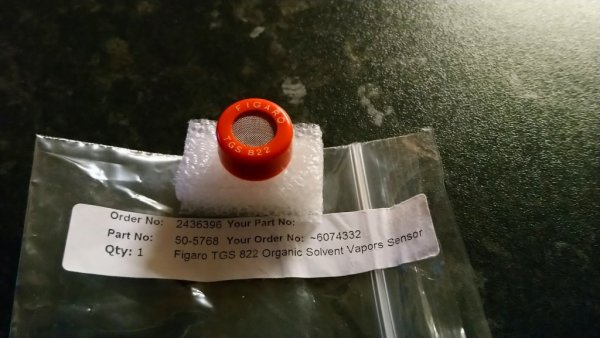 FIGARO
TGS 822
Order No: 2436396 Your Part No:
Part No: 50-5768 Your Order No: ~6074332
Qty: 1 Figaro TGS 822 Organic Solvent Vapors Sensor